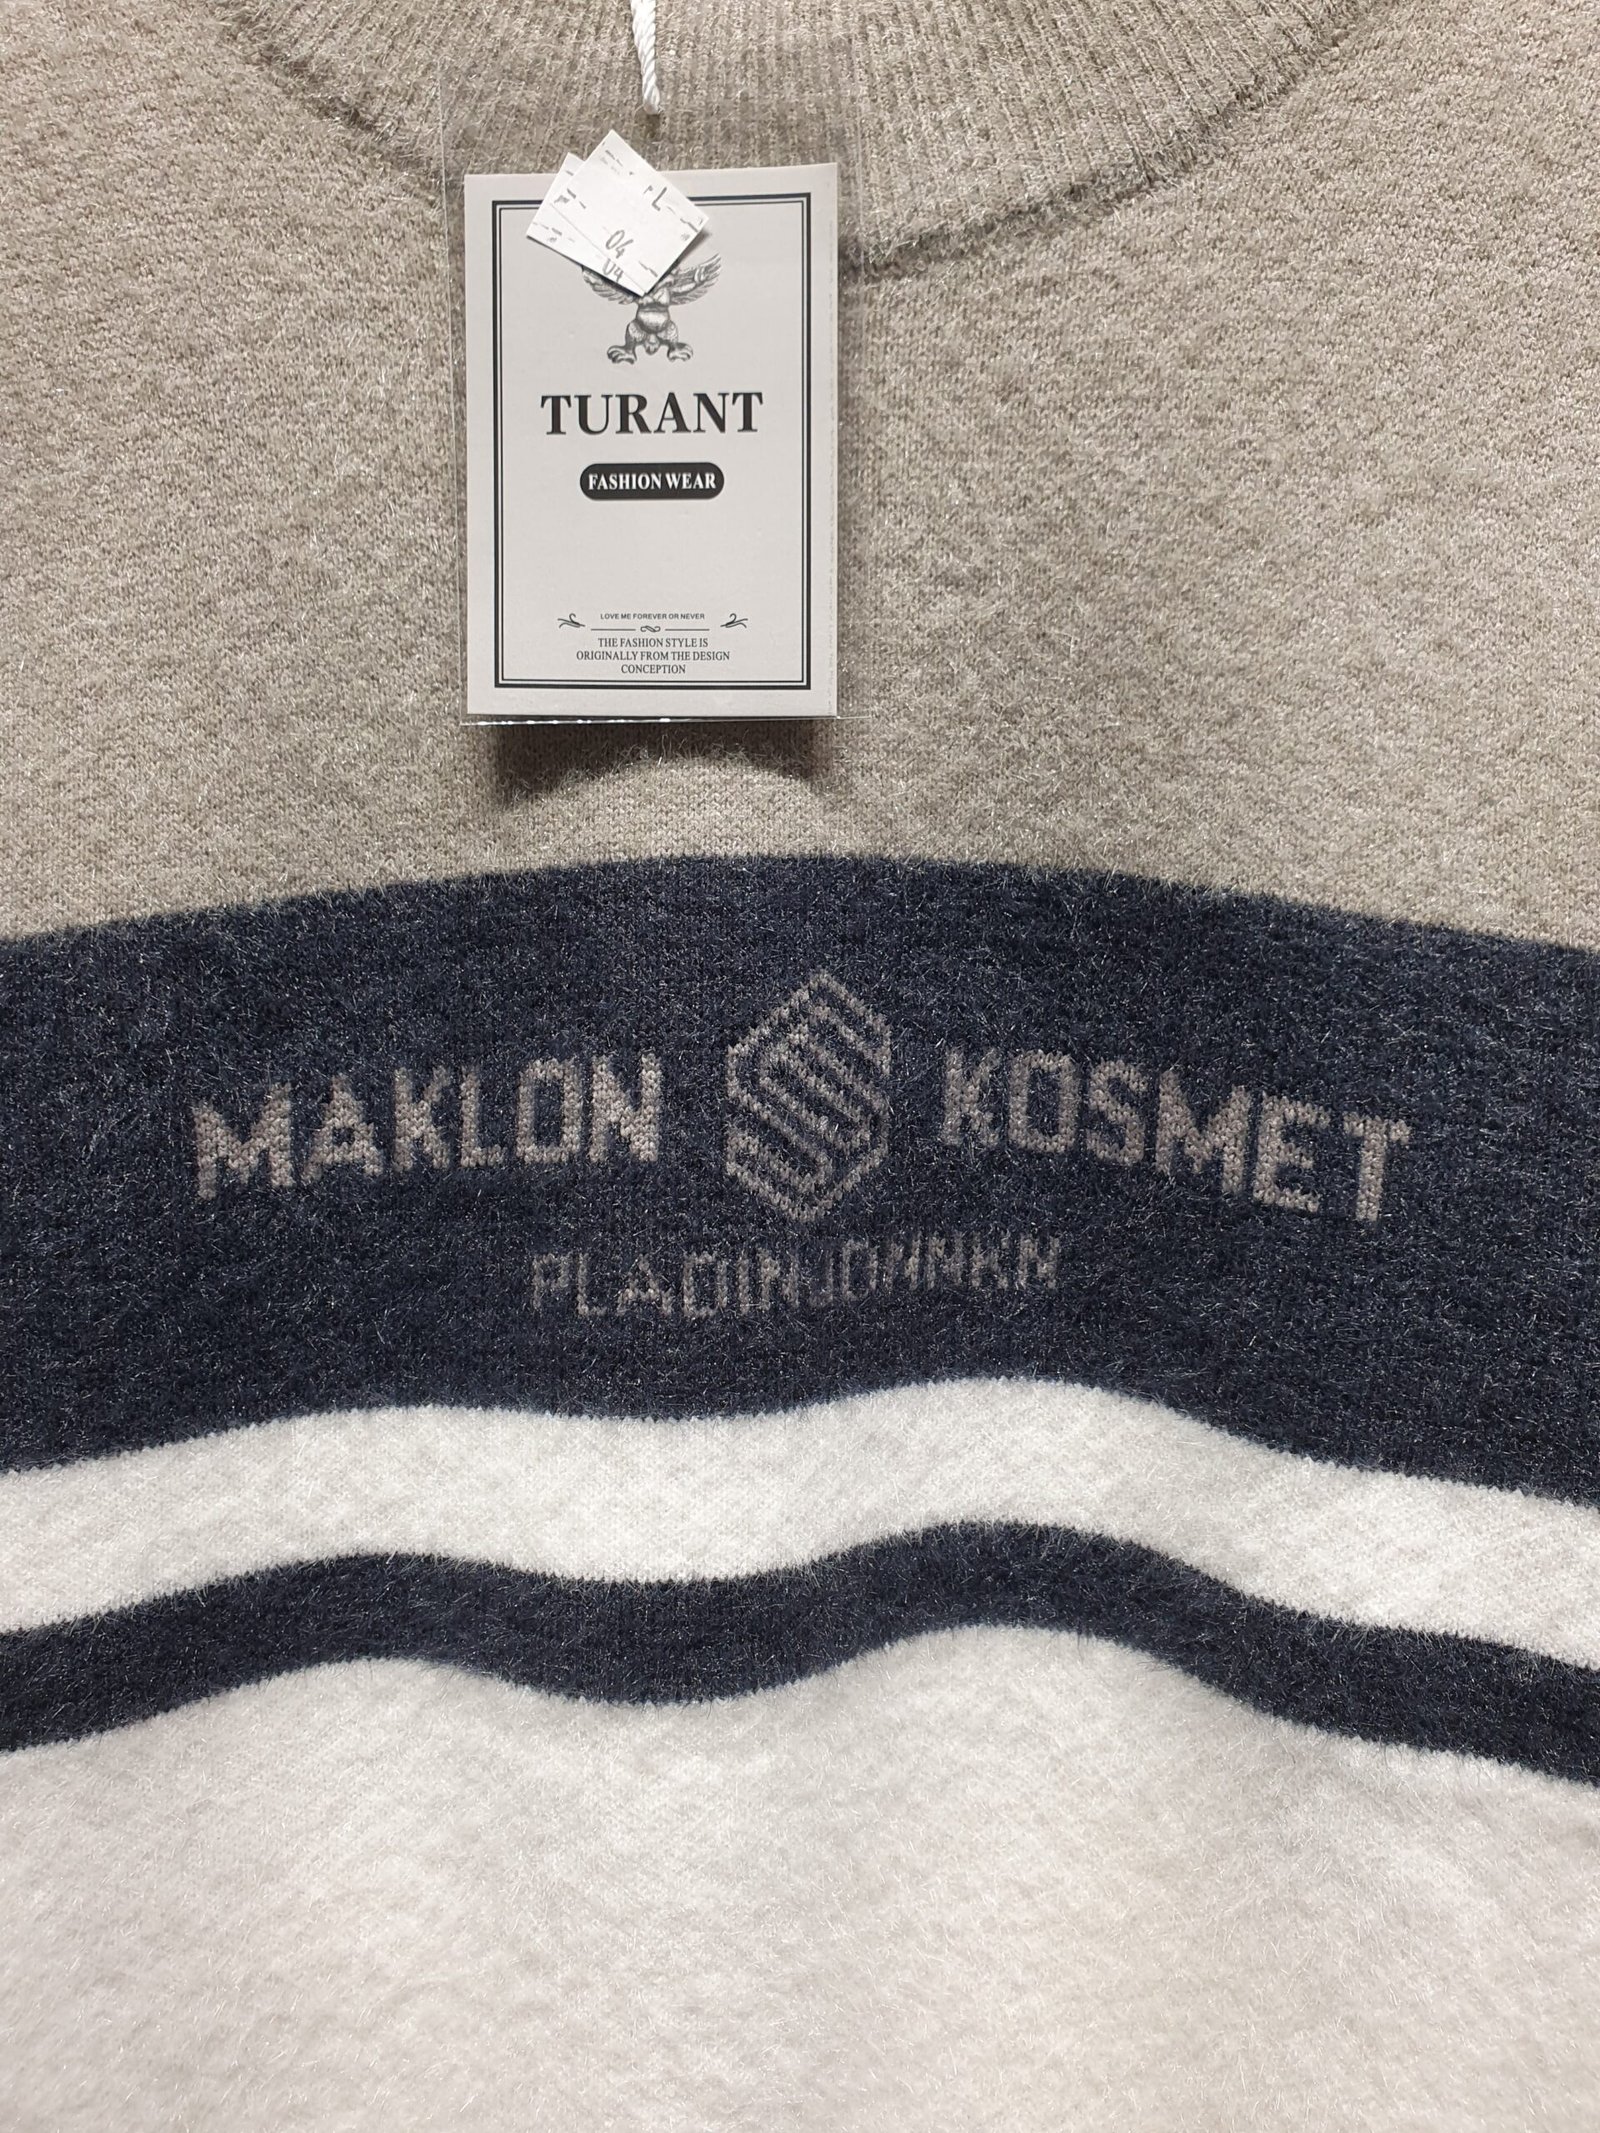 L
04
04
TURANT
FASHION WEAR
LOVE ME FOREVER OR NEVER
THE FASHION STYLE IS
ORIGINALLY FROM THE DESIGN
CONCEPTION
MAKLON KOSMET